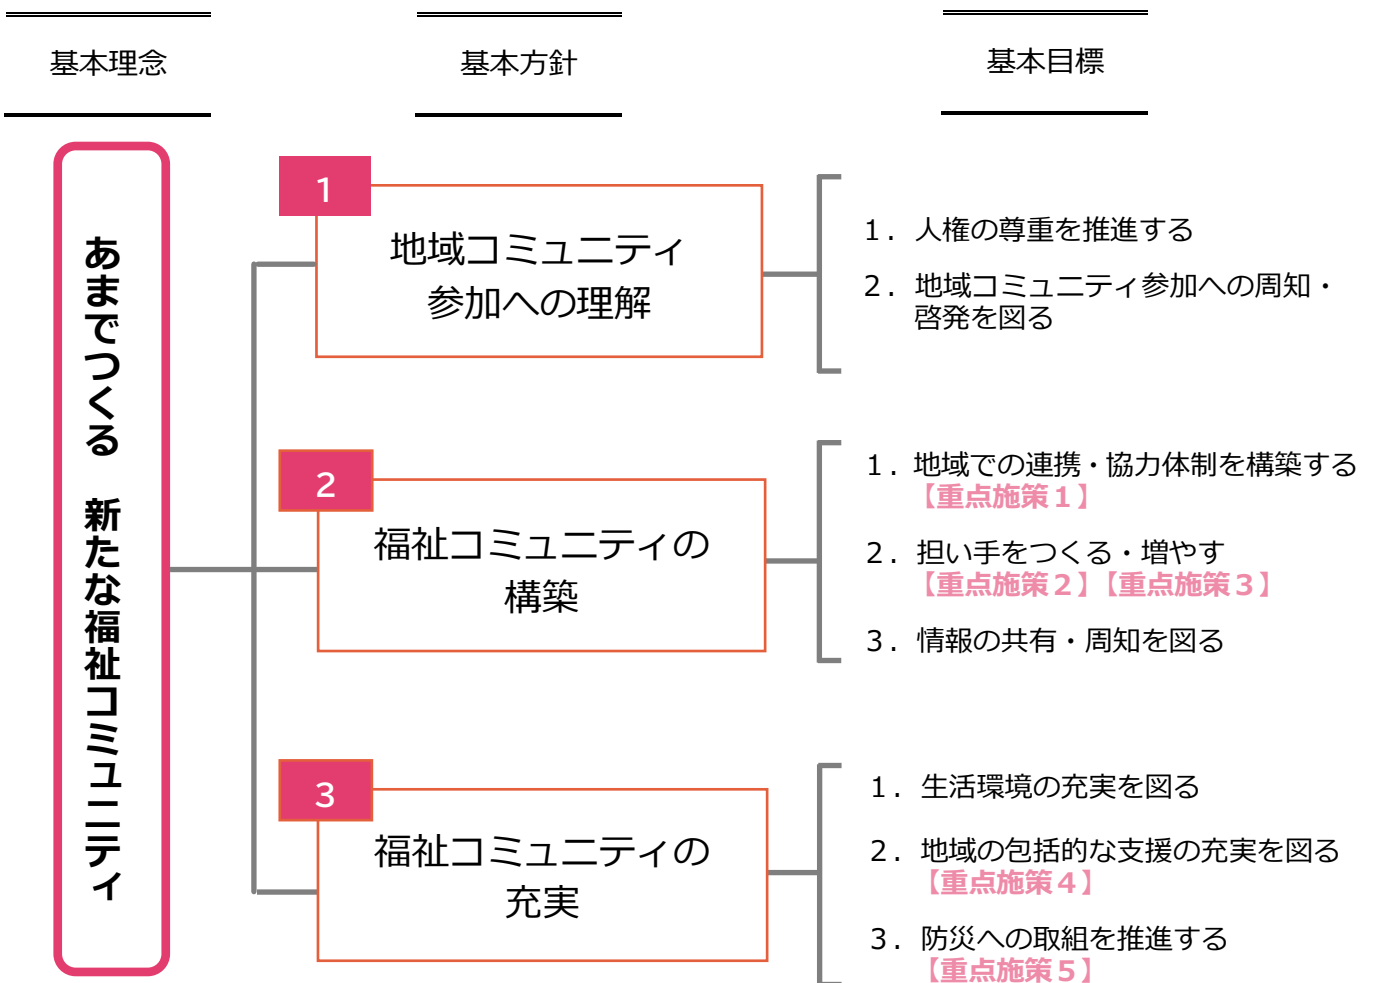 基本理念
基本方針
基本目標
あまでつくる　新たな福祉コミュニティ
1
地域コミュニティ
参加への理解
１．人権の尊重を推進する
２．地域コミュニティ参加への周知・
啓発を図る
2
福祉コミュニティの
構築
１．地域での連携・協力体制を構築する
【重点施策１】
２．担い手をつくる・増やす
【重点施策２】【重点施策３】
３．情報の共有・周知を図る
3
福祉コミュニティの
充実
１．生活環境の充実を図る
２．地域の包括的な支援の充実を図る
【重点施策４】
３．防災への取組を推進する
【重点施策５】